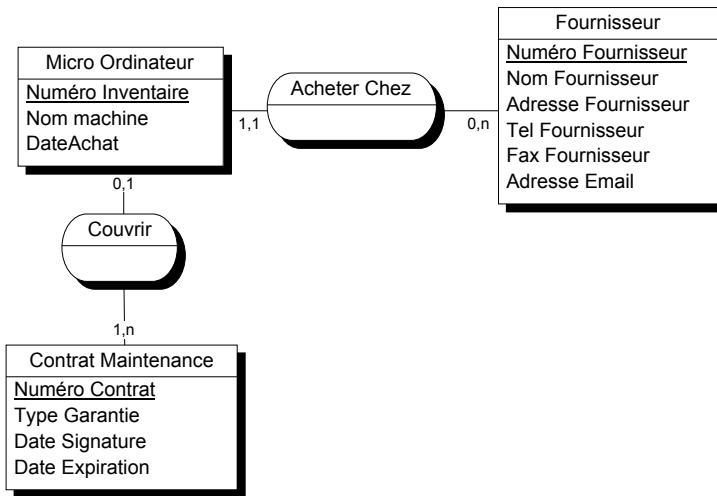 Micro Ordinateur
Numéro Inventaire
Nom machine
DateAchat
1,1
Acheter Chez
0,n
Fournisseur
Numéro Fournisseur
Nom Fournisseur
Adresse Fournisseur
Tel Fournisseur
Fax Fournisseur
Adresse Email
0,1
Couvrir
1,n
Contrat Maintenance
Numéro Contrat
Type Garantie
Date Signature
Date Expiration